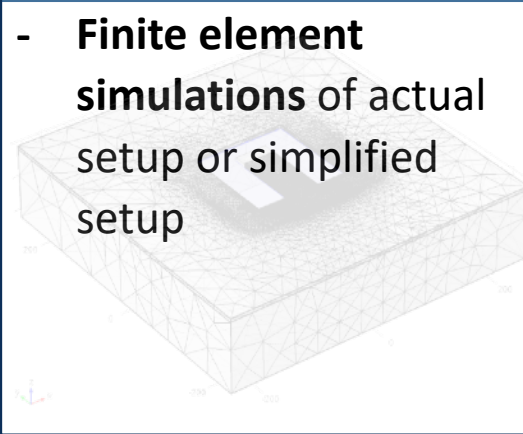 - Finite element
simulations of actual
setup or simplified
setup